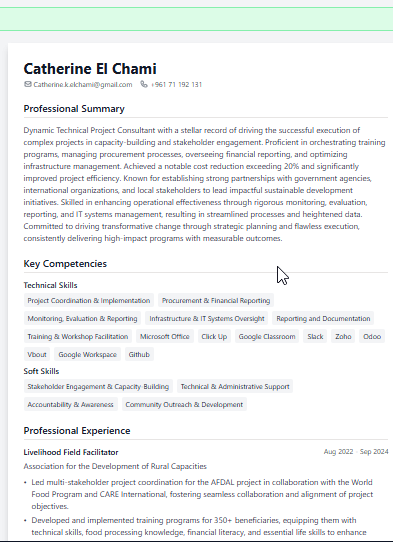 Catherine El Chami
Catherine.k.elchami@gmail.com +961 71 192 131
Professional Summary
Dynamic Technical Project Consultant with a stellar record of driving the successful execution of
complex projects in capacity-building and stakeholder engagement. Proficient in orchestrating training
programs, managing procurement processes, overseeing financial reporting, and optimizing
infrastructure management. Achieved a notable cost reduction exceeding 20% and significantly
improved project efficiency. Known for establishing strong partnerships with government agencies,
international organizations, and local stakeholders to lead impactful sustainable development
initiatives. Skilled in enhancing operational effectiveness through rigorous monitoring, evaluation,
reporting, and IT systems management, resulting in streamlined processes and heightened data.
Committed to driving transformative change through strategic planning and flawless execution,
consistently delivering high-impact programs with measurable outcomes.
Key Competencies
Technical Skills
Project Coordination & Implementation Procurement & Financial Reporting
Monitoring, Evaluation & Reporting Infrastructure & IT Systems Oversight Reporting and Documentation
Training & Workshop Facilitation Microsoft Office Click Up Google Classroom Slack Zoho Odoo
Vbout Google Workspace Github
Soft Skills
Stakeholder Engagement & Capacity-Building Technical & Administrative Support
Accountability & Awareness Community Outreach & Development
Professional Experience
Livelihood Field Facilitator Aug 2022 - Sep 2024
Association for the Development of Rural Capacities
• Led multi-stakeholder project coordination for the AFDAL project in collaboration with the World
Food Program and CARE International, fostering seamless collaboration and alignment of project
objectives.
• Developed and implemented training programs for 350+ beneficiaries, equipping them with
technical skills, food processing knowledge, financial literacy, and essential life skills to enhance